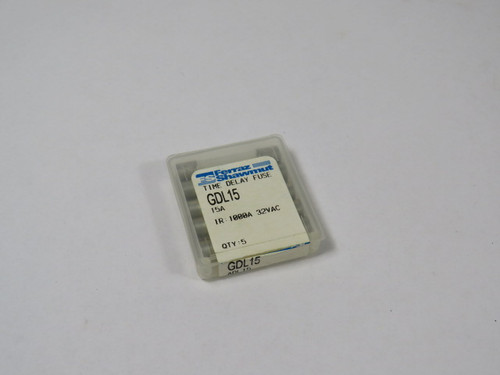 Ferraz
Shawmut
TIME DELAY FUSE
GDL15
15A
IR:1000A 32VAC
QTY:5
GDL15